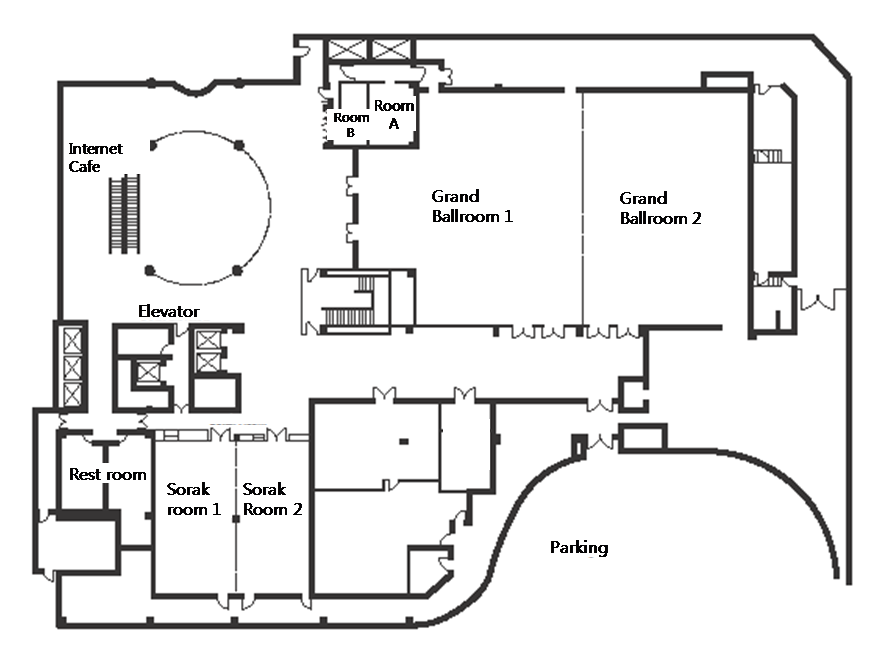 Internet
Cafe
Room
A
Room
B
Grand
Ballroom 1
Grand
Ballroom 2
Elevator
Rest room
Sorak
room 1
Sorak
Room 2
Parking